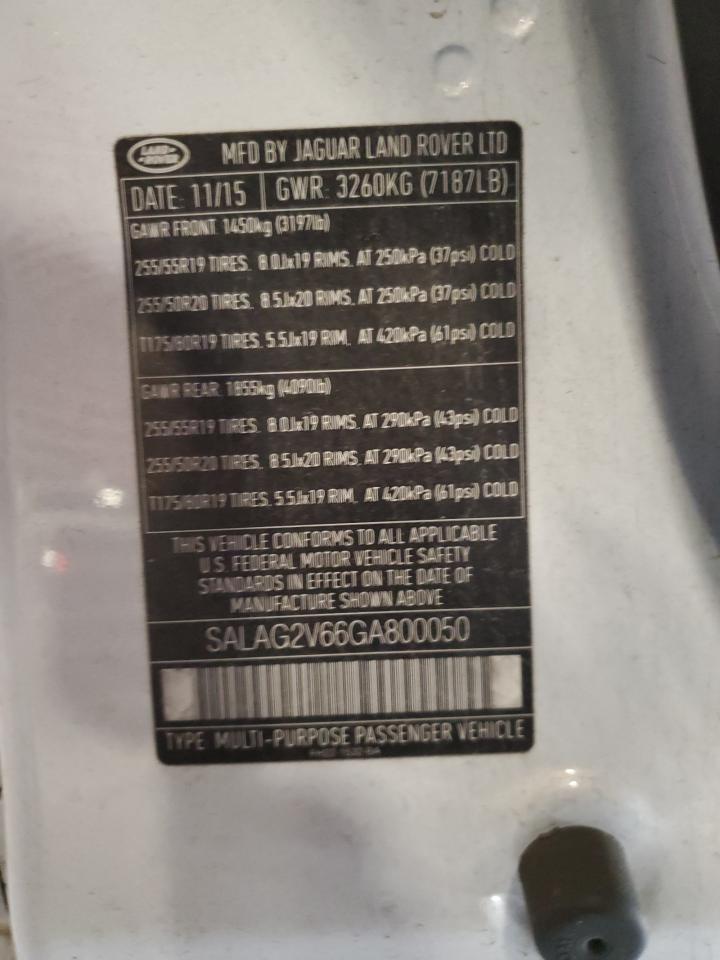 LAND-
-ROVER
MFD BY JAGUAR LAND ROVER LTD
DATE: 11/15 GWR: 3260KG (7187LB)
GAWR FRONT 1450kg (3197lb)
255/55R19 TIRES, 8.0Jx19 RIMS, AT 250kPa (37psi) COLD
255/50R20 TIRES, 8.5Jx20 RIMS, AT 250kPa (37psi) COLD
T175/80R19 TIRES, 5.5Jx19 RIM, AT 420kPa (61psi) COLD
GAWR REAR 1855kg (4090lb)
255/55R19 TIRES, 8.0Jx19 RIMS, AT 290kPa (43psi) COLD
255/50R20 TIRES, 8.5Jx20 RIMS, AT 290kPa (43psi) COLD
T175/80R19 TIRES, 5.5Jx19 RIM, AT 420kPa (61psi) COLD
THIS VEHICLE CONFORMS TO ALL APPLICABLE
U.S. FEDERAL MOTOR VEHICLE SAFETY
STANDARDS IN EFFECT ON THE DATE OF
MANUFACTURE SHOWN ABOVE
SALAG2V66GA800050
TYPE MULTI-PURPOSE PASSENGER VEHICLE